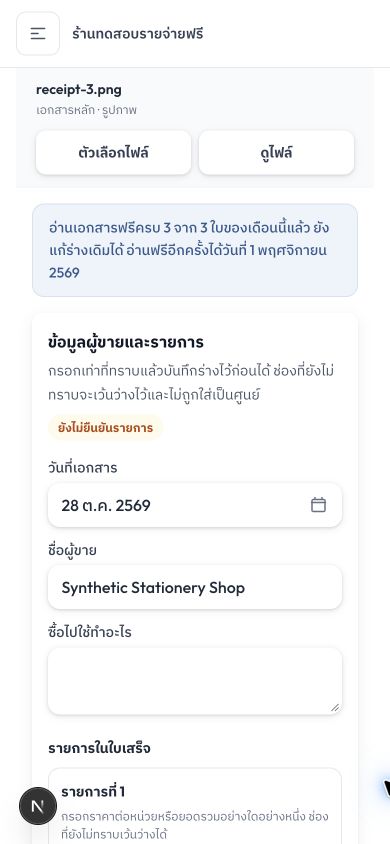 ร้านทดสอบรายจ่ายฟรี
receipt-3.png
เอกสารหลัก · รูปภาพ
ตัวเลือกไฟล์
ดูไฟล์
อ่านเอกสารฟรีครบ 3 จาก 3 ใบของเดือนนี้แล้ว ยัง
แก้ร่างเดิมได้ อ่านฟรีอีกครั้งได้วันที่ 1 พฤศจิกายน
2569
ข้อมูลผู้ขายและรายการ
กรอกเท่าที่ทราบแล้วบันทึกร่างไว้ก่อนได้ ช่องที่ยังไม่
ทราบจะเว้นว่างไว้และไม่ถูกใส่เป็นศูนย์
ยังไม่ยืนยันรายการ
วันที่เอกสาร
28 ต.ค. 2569
ชื่อผู้ขาย
Synthetic Stationery Shop
ซื้อไปใช้ทำอะไร
รายการในใบเสร็จ
รายการที่ 1
กรอกราคาต่อหน่วยหรือยอดรวมอย่างใดอย่างหนึ่ง ช่อง
ที่ยังไม่ทราบเว้นว่างได้
N